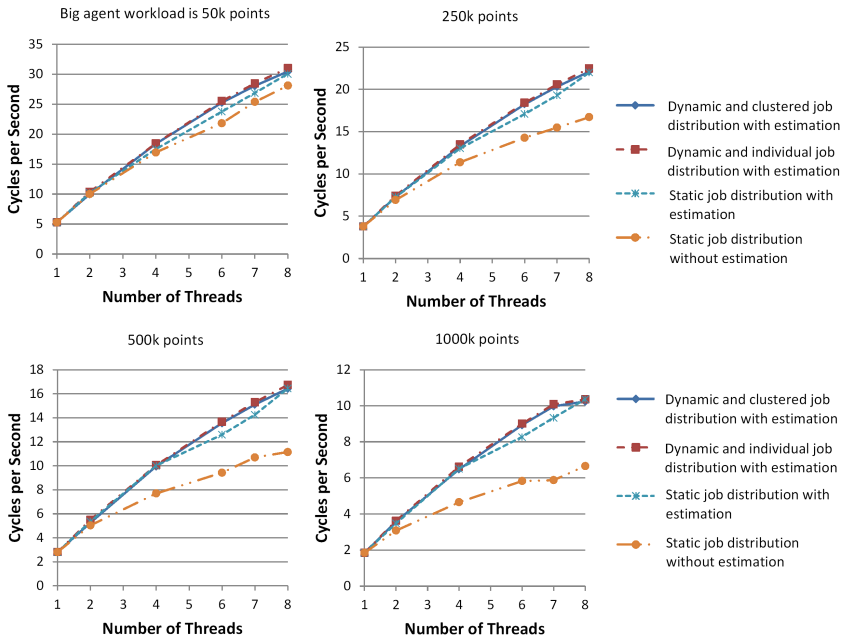 Big agent workload is 50k points
35
30
25
20
15
10
5
0
Cycles per Second
1 2 3 4 5 6 7 8
Number of Threads
250k points
25
20
15
10
5
0
Cycles per Second
1 2 3 4 5 6 7 8
Number of Threads
Dynamic and clustered job
distribution with estimation
Dynamic and individual job
distribution with estimation
Static job distribution with
estimation
Static job distribution
without estimation
500k points
18
16
14
12
10
8
6
4
2
0
Cycles per Second
1 2 3 4 5 6 7 8
Number of Threads
1000k points
12
10
8
6
4
2
0
Cycles per Second
1 2 3 4 5 6 7 8
Number of Threads
Dynamic and clustered job
distribution with estimation
Dynamic and individual job
distribution with estimation
Static job distribution with
estimation
Static job distribution
without estimation